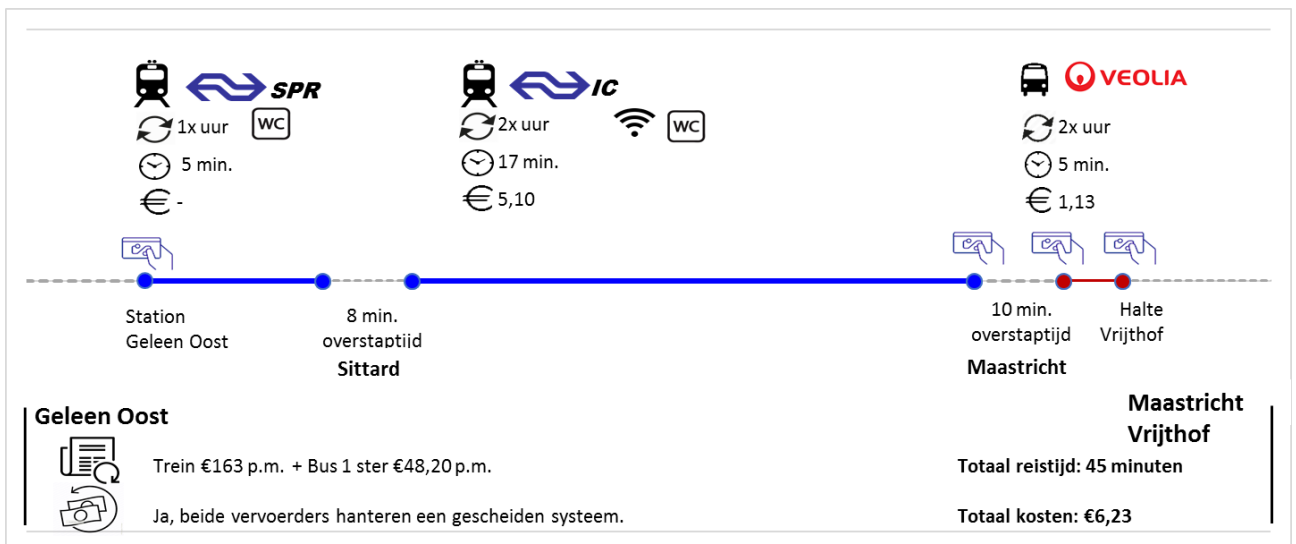 SPR
1x uur WC
5 min.
€ -
IC
2x uur WC
17 min.
€ 5,10
VEOLIA
2x uur
5 min.
€ 1,13
Station
Geleen Oost
8 min.
overstaptijd
Sittard
10 min.
overstaptijd
Maastricht
Halte
Vrijthof
Geleen Oost
Maastricht
Vrijthof
Trein €163 p.m. + Bus 1 ster €48,20 p.m.
Totaal reistijd: 45 minuten
Ja, beide vervoerders hanteren een gescheiden systeem.
Totaal kosten: €6,23